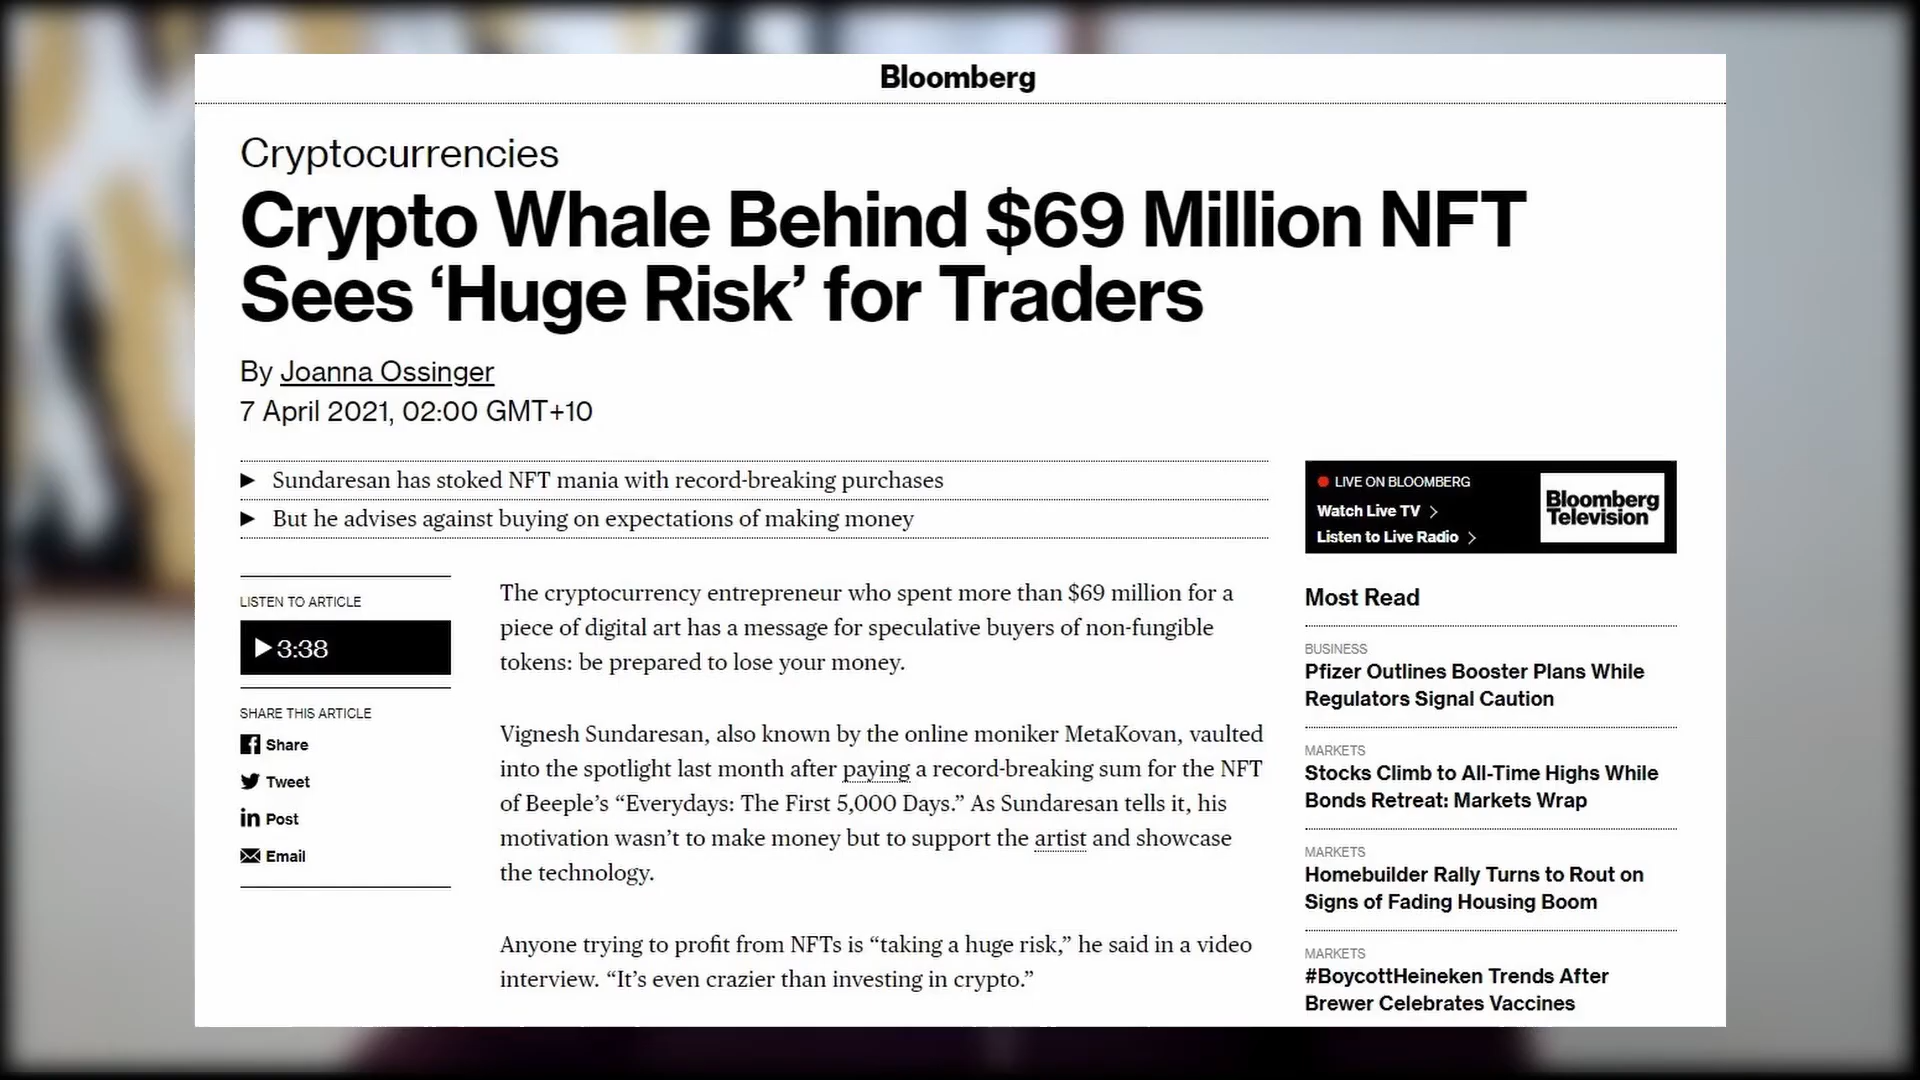 Bloomberg
Cryptocurrencies
Crypto Whale Behind $69 Million NFT
Sees ‘Huge Risk’ for Traders
By Joanna Ossinger
7 April 2021, 02:00 GMT+10
Sundaresan has stoked NFT mania with record-breaking purchases
But he advises against buying on expectations of making money
LISTEN TO ARTICLE
3:38
SHARE THIS ARTICLE
Share
Tweet
Post
Email
The cryptocurrency entrepreneur who spent more than $69 million for a
piece of digital art has a message for speculative buyers of non-fungible
tokens: be prepared to lose your money.
Vignesh Sundaresan, also known by the online moniker MetaKovan, vaulted
into the spotlight last month after paying a record-breaking sum for the NFT
of Beeple’s “Everydays: The First 5,000 Days.” As Sundaresan tells it, his
motivation wasn’t to make money but to support the artist and showcase
the technology.
Anyone trying to profit from NFTs is “taking a huge risk,” he said in a video
interview. “It’s even crazier than investing in crypto.”
LIVE ON BLOOMBERG
Watch Live TV
Listen to Live Radio
Bloomberg
Television
Most Read
BUSINESS
Pfizer Outlines Booster Plans While
Regulators Signal Caution
MARKETS
Stocks Climb to All-Time Highs While
Bonds Retreat: Markets Wrap
MARKETS
Homebuilder Rally Turns to Rout on
Signs of Fading Housing Boom
MARKETS
#BoycottHeineken Trends After
Brewer Celebrates Vaccines